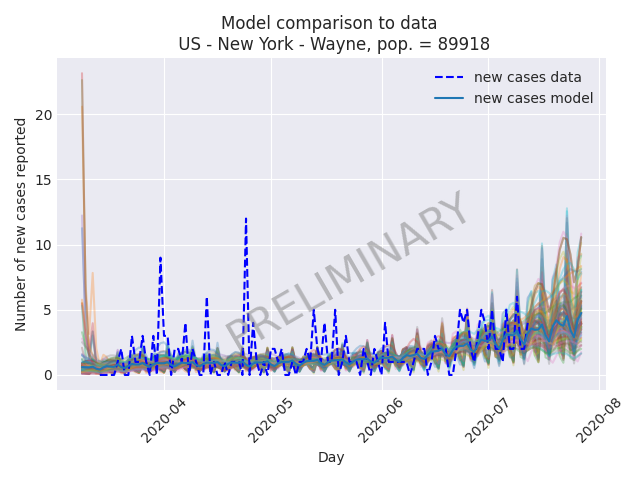 Model comparison to data
US - New York - Wayne, pop. = 89918
new cases data
new cases model
Number of new cases reported
20
15
10
5
0
PRELIMINARY
2020-04
2020-05
2020-06
2020-07
2020-08
Day